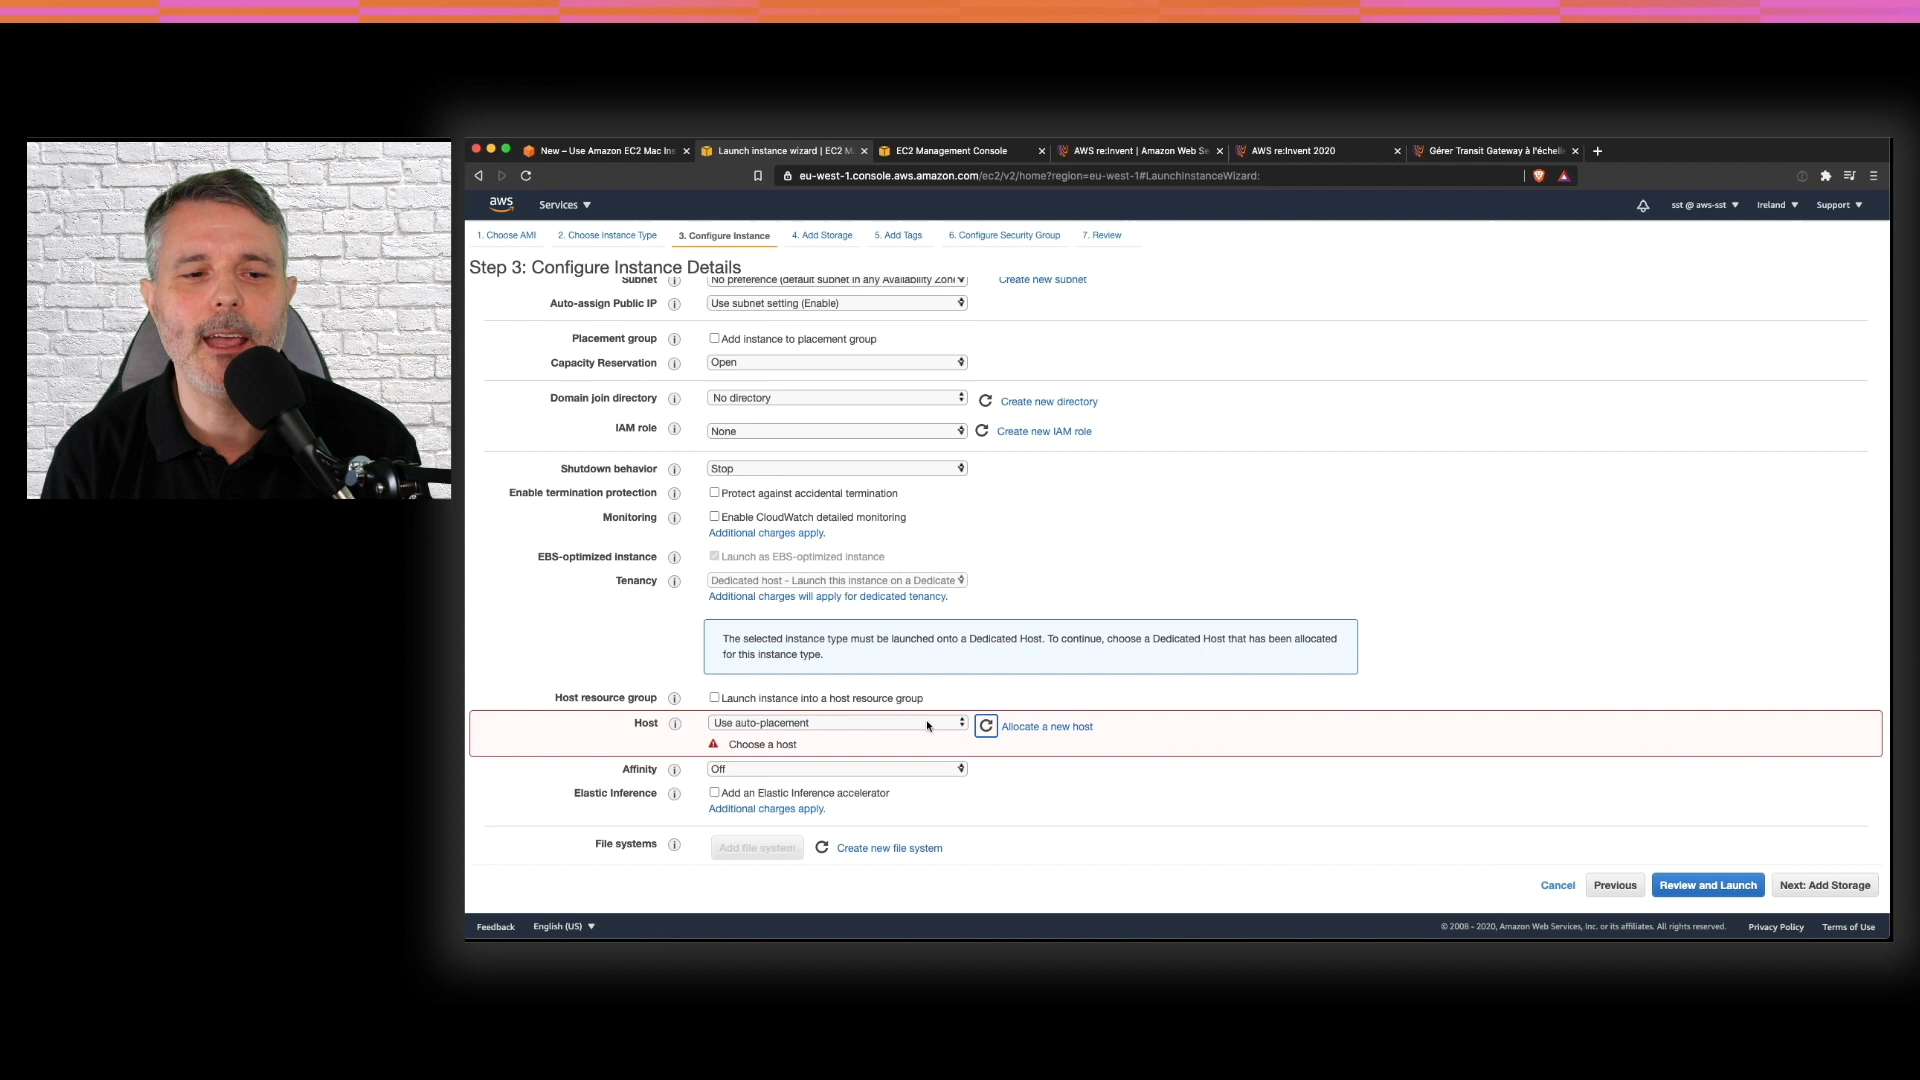 New – Use Amazon EC2 Mac Ins
Launch instance wizard | EC2 M
EC2 Management Console
AWS re:Invent | Amazon Web Se
AWS re:Invent 2020
Gérer Transit Gateway à l'échell
eu-west-1.console.aws.amazon.com/ec2/v2/home?region=eu-west-1#LaunchInstanceWizard:
aws
Services
sst @ aws-sst
Ireland
Support
1. Choose AMI
2. Choose Instance Type
3. Configure Instance
4. Add Storage
5. Add Tags
6. Configure Security Group
7. Review
Step 3: Configure Instance Details
Subnet
No preference (default subnet in any Availability Zone
Create new subnet
Auto-assign Public IP
Use subnet setting (Enable)
Placement group
Add instance to placement group
Capacity Reservation
Open
Domain join directory
No directory
Create new directory
IAM role
None
Create new IAM role
Shutdown behavior
Stop
Enable termination protection
Protect against accidental termination
Monitoring
Enable CloudWatch detailed monitoring
Additional charges apply.
EBS-optimized instance
Launch as EBS-optimized instance
Tenancy
Dedicated host - Launch this instance on a Dedicate
Additional charges will apply for dedicated tenancy.
The selected instance type must be launched onto a Dedicated Host. To continue, choose a Dedicated Host that has been allocated
for this instance type.
Host resource group
Launch instance into a host resource group
Host
Use auto-placement
Allocate a new host
Choose a host
Affinity
Off
Elastic Inference
Add an Elastic Inference accelerator
Additional charges apply.
File systems
Add file system
Create new file system
Cancel
Previous
Review and Launch
Next: Add Storage
Feedback
English (US)
© 2008 - 2020, Amazon Web Services, Inc. or its affiliates. All rights reserved.
Privacy Policy
Terms of Use